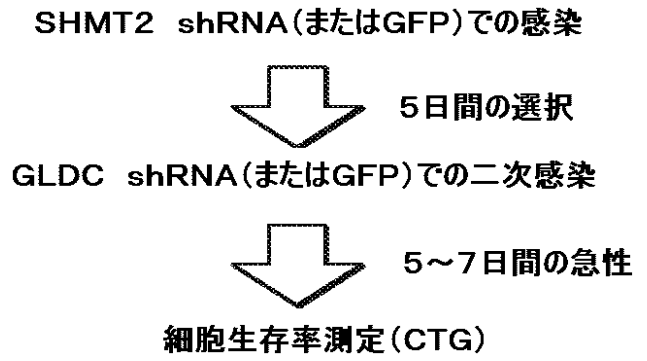 SHMT2 shRNA(またはGFP)での感染
5日間の選択
GLDC shRNA(またはGFP)での二次感染
5～7日間の急性
細胞生存率測定(CTG)